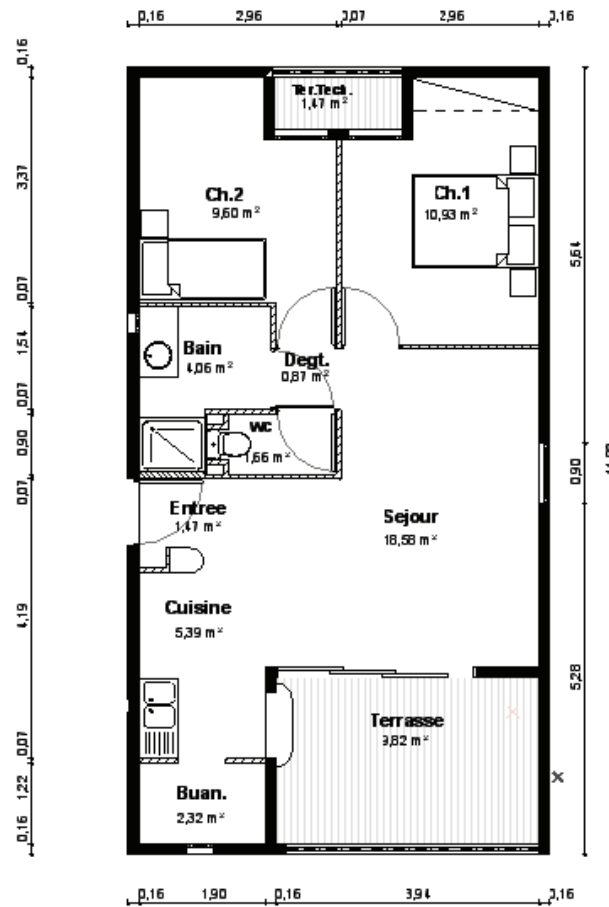 0,16 2,96 0,07 2,96 0,16
0,16
3,37
0,07
1,54
0,07
0,90
0,07
4,19
0,07
1,22
0,16
Ter.Tech.
1,47 m²
Ch.2
9,60 m²
Ch.1
10,93 m²
Bain
4,06 m²
Degt.
0,87 m²
WC
1,66 m²
Entree
1,47 m²
Sejour
18,58 m²
Cuisine
5,39 m²
Terrasse
9,82 m²
Buan.
2,32 m²
5,64
0,90
5,28
0,16 1,90 0,16 3,94 0,16